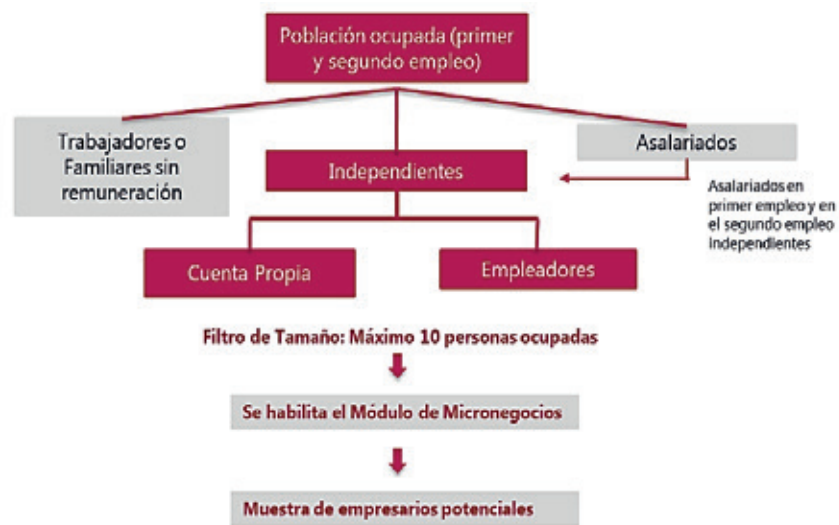 Población ocupada (primer
y segundo empleo)
Trabajadores o
Familiares sin
remuneración
Independientes
Asalariados
Asalariados en
primer empleo y en
el segundo empleo
independientes
Cuenta Propia
Empleadores
Filtro de Tamaño: Máximo 10 personas ocupadas
Se habilita el Módulo de Micronegocios
Muestra de empresarios potenciales